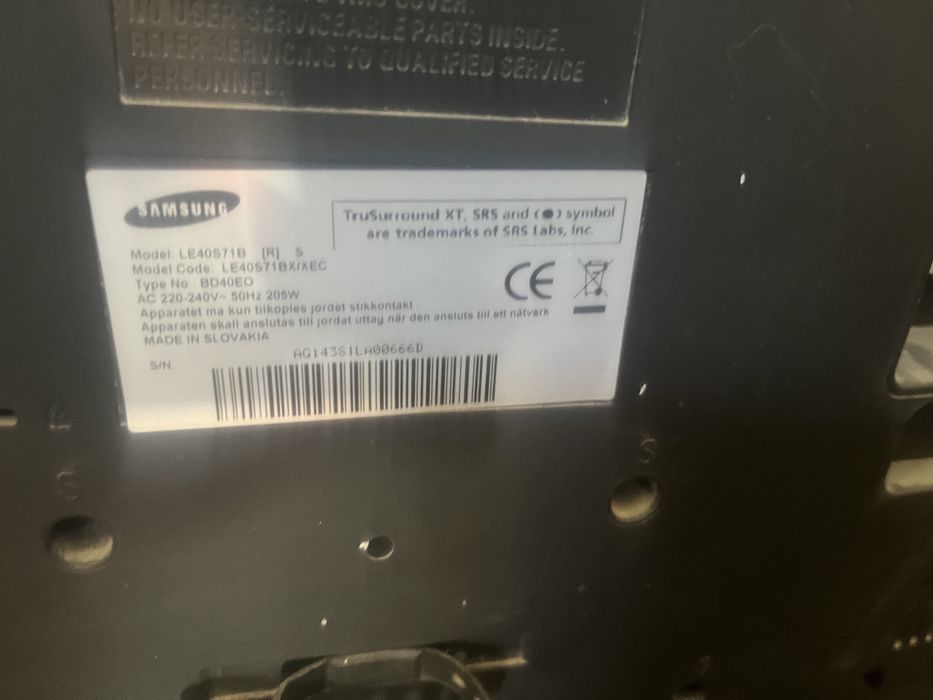 THIS COVER.
NO USER-SERVICEABLE PARTS INSIDE.
REFER SERVICING TO QUALIFIED SERVICE
PERSONNEL.
SAMSUNG
TruSurround XT, SRS and (●) symbol
are trademarks of SRS Labs, Inc.
Model: LE40S71B [R] S
Model Code: LE40S71BX/XEC
Type No : BD40EO
AC 220-240V~ 50Hz 205W
Apparatet ma kun tilkoples jordet stikkontakt
Apparaten skall anslutas till jordat uttag när den ansluts till ett nätverk
MADE IN SLOVAKIA
CE
S/N
AG143S1LA00666D